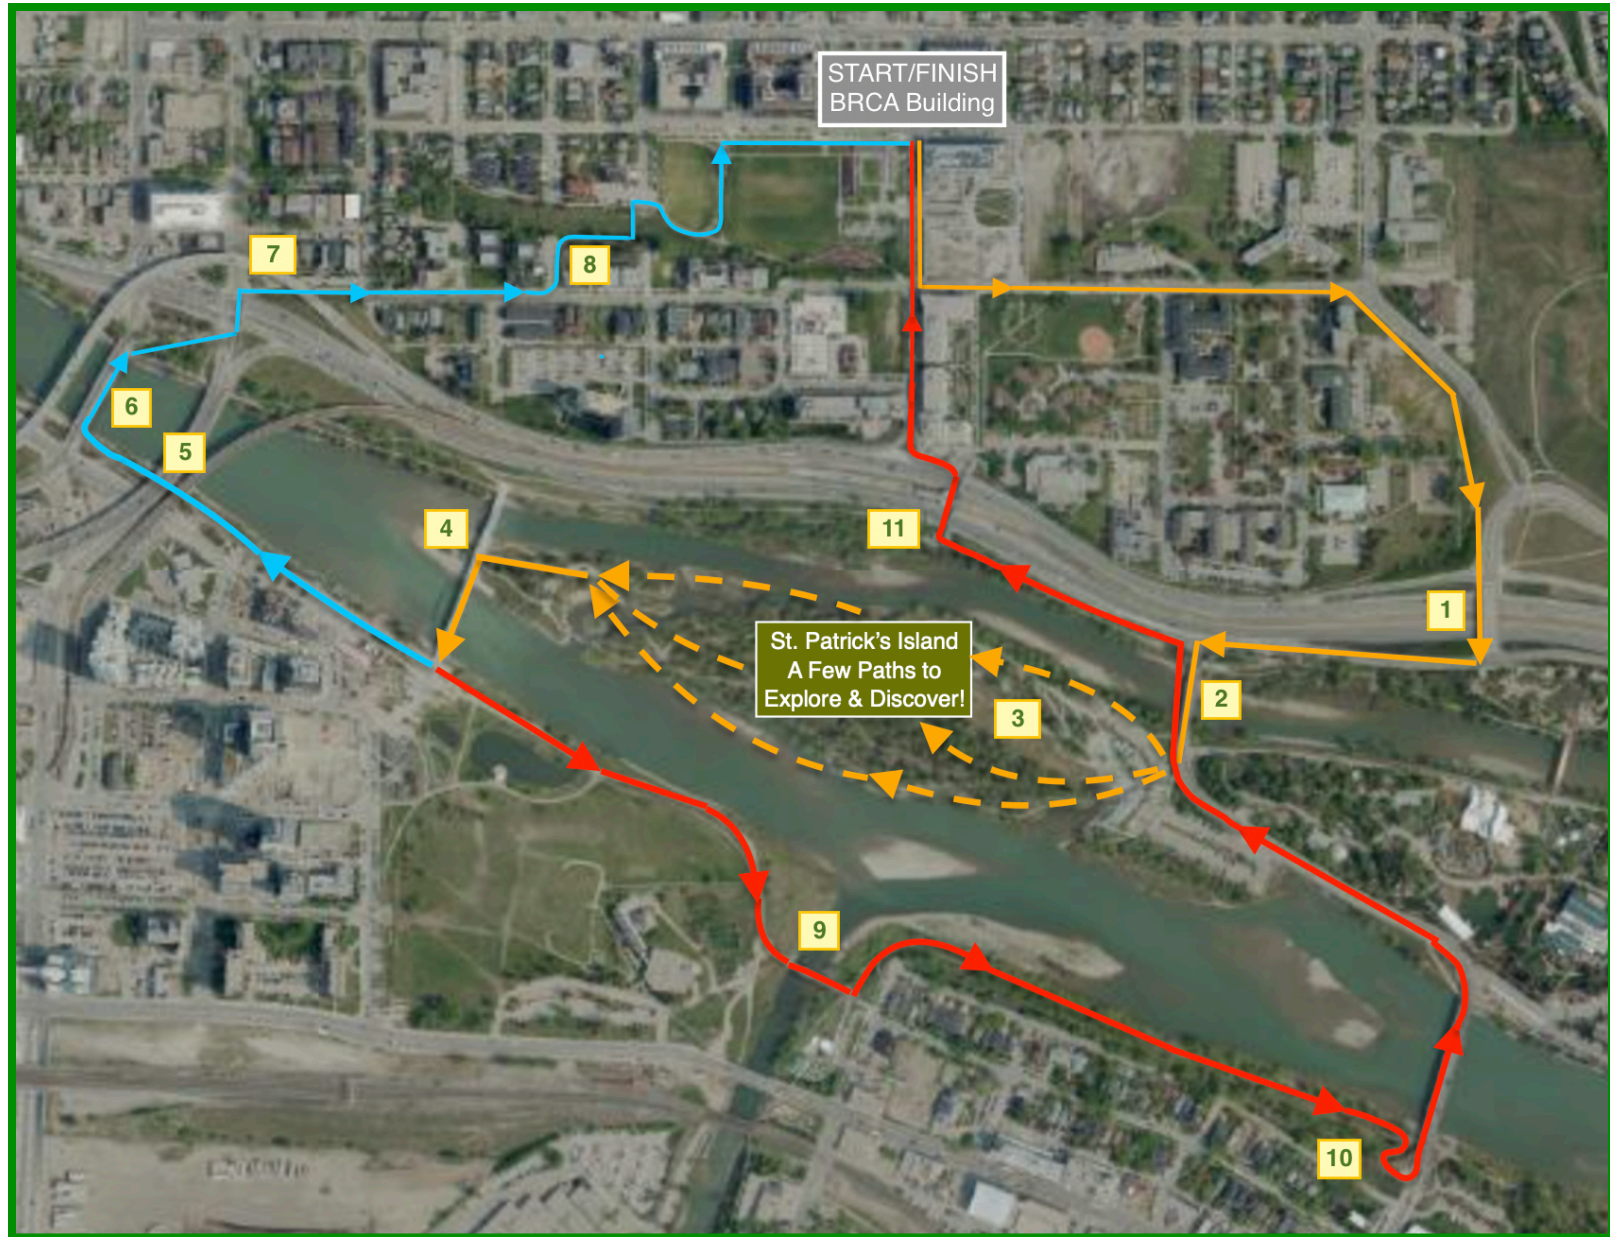 START/FINISH
BRCA Building
7
8
6
5
4
11
1
St. Patrick's Island
A Few Paths to
Explore & Discover!
2
3
9
10